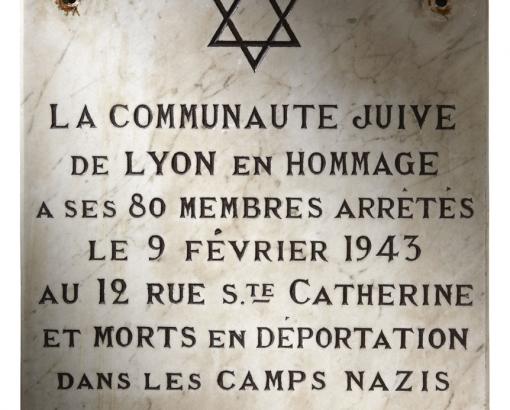 LA COMMUNAUTE JUIVE
DE LYON EN HOMMAGE
A SES 80 MEMBRES ARRÊTÉS
LE 9 FÉVRIER 1943
AU 12 RUE S.TE CATHERINE
ET MORTS EN DÉPORTATION
DANS LES CAMPS NAZIS